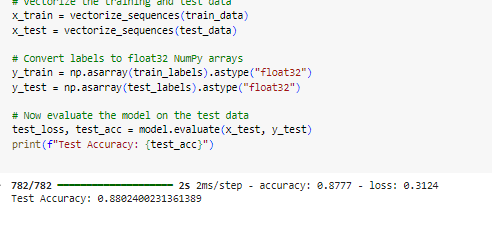 # Vectorize the training and test data
x_train = vectorize_sequences(train_data)
x_test = vectorize_sequences(test_data)
# Convert labels to float32 NumPy arrays
y_train = np.asarray(train_labels).astype("float32")
y_test = np.asarray(test_labels).astype("float32")
# Now evaluate the model on the test data
test_loss, test_acc = model.evaluate(x_test, y_test)
print(f"Test Accuracy: {test_acc}")
782/782 ━━━━━━━━━━━━━━━━━━━━ 2s 2ms/step - accuracy: 0.8777 - loss: 0.3124
Test Accuracy: 0.8802400231361389